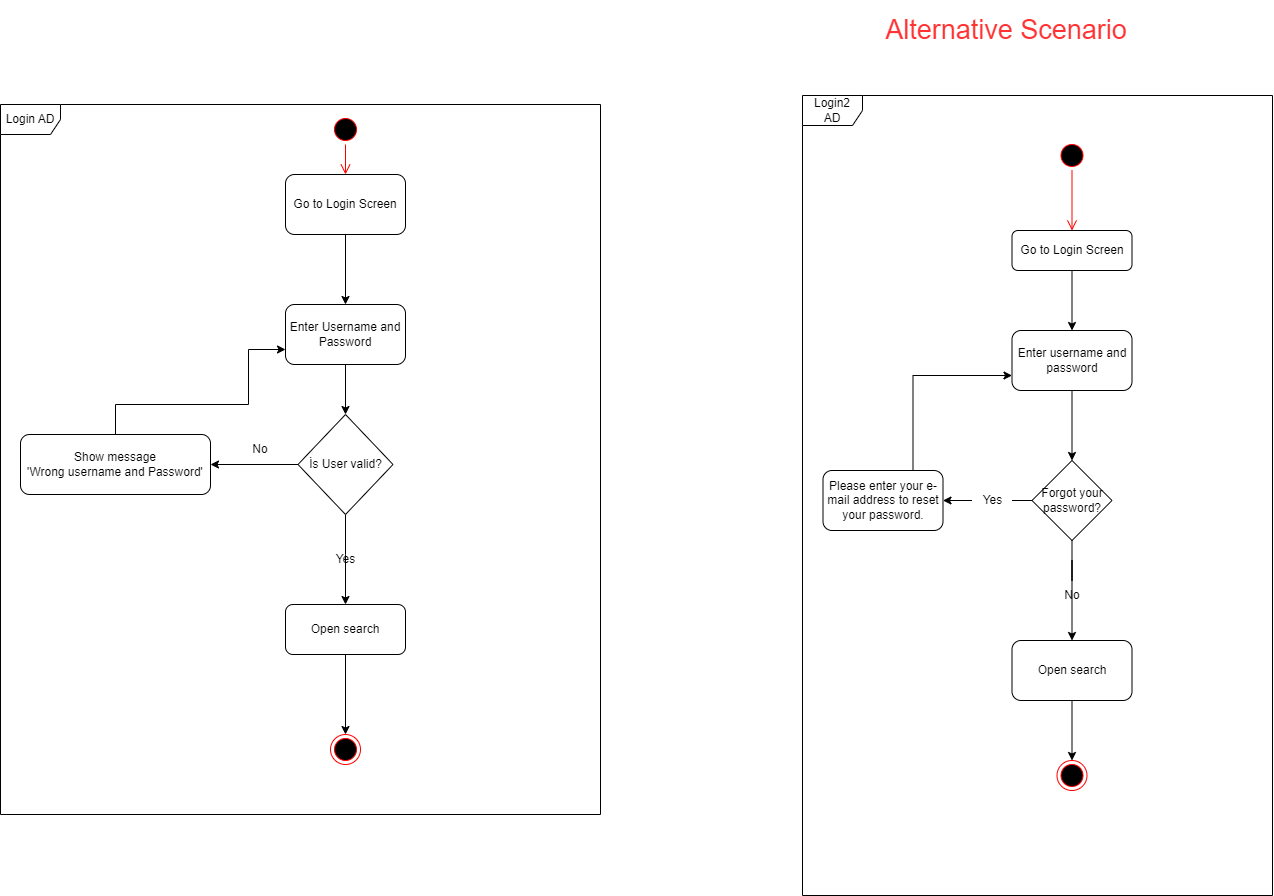 Alternative Scenario
Login AD
Go to Login Screen
Enter Username and
Password
İs User valid?
No
Show message
'Wrong username and Password'
Yes
Open search
Login2
AD
Go to Login Screen
Enter username and
password
Forgot your
password?
Yes
Please enter your e-
mail address to reset
your password.
No
Open search